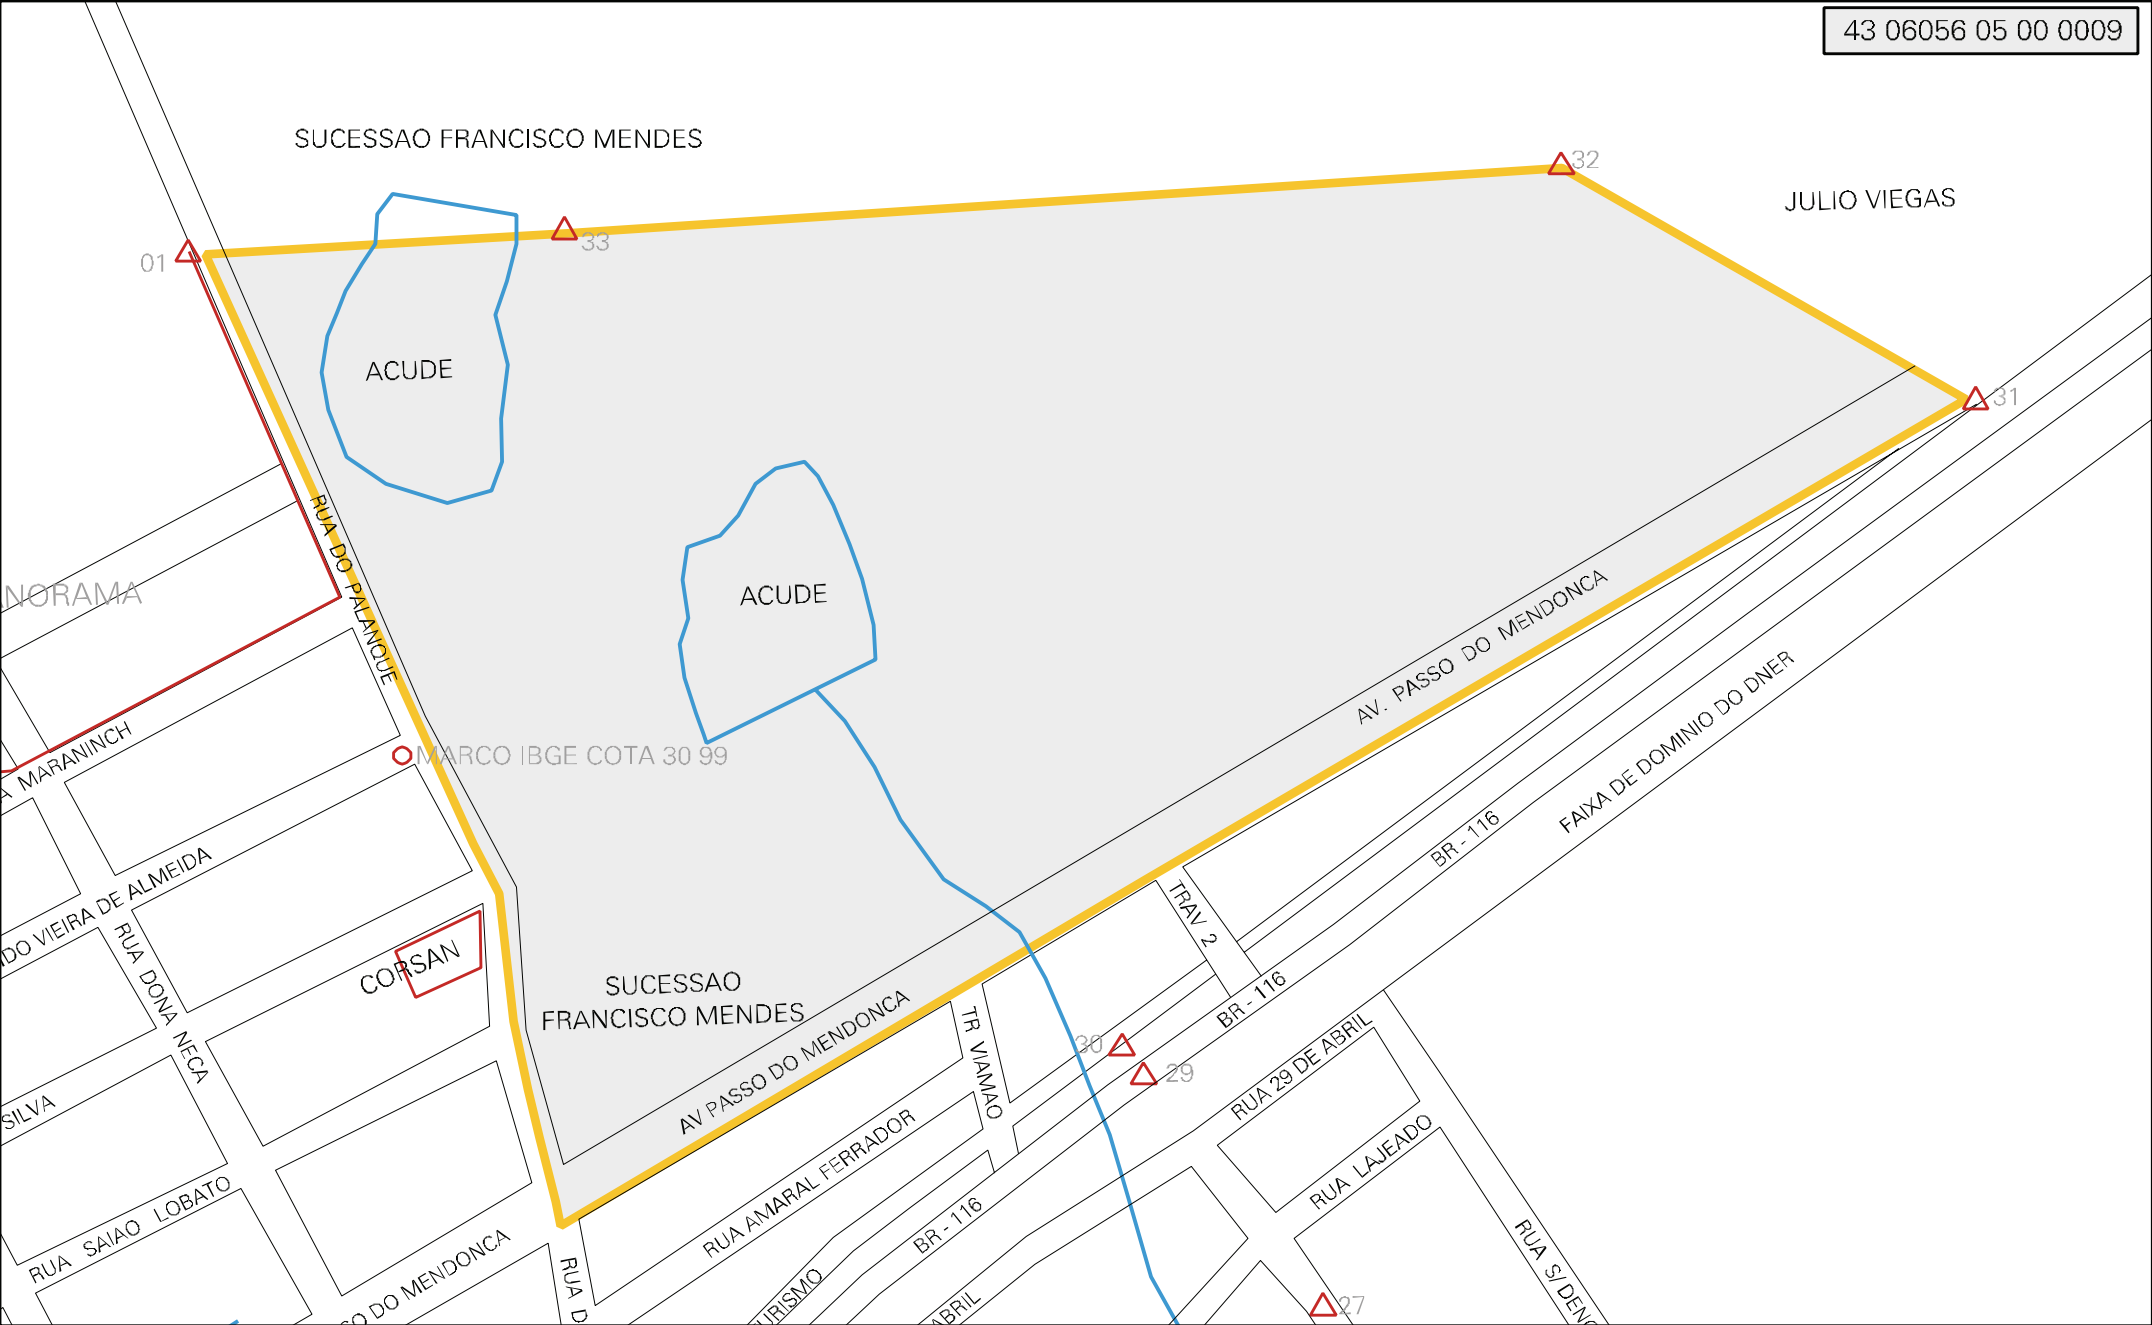 43 06056 05 00 0009
SUCESSAO FRANCISCO MENDES
32
JULIO VIEGAS
33
01
ACUDE
31
RUA DO PALANQUE
ANORAMA
ACUDE
AV. PASSO DO MENDONCA
FAIXA DE DOMINIO DO DNER
A MARANINCH
MARCO IBGE COTA 30 99
BR - 116
DO VIEIRA DE ALMEIDA
TRAV 2
RUA DONA NECA
CORSAN
SUCESSAO
FRANCISCO MENDES
AV PASSO DO MENDONCA
BR - 116
TR VIAMAO
30
29
RUA 29 DE ABRIL
SILVA
RUA AMARAL FERRADOR
RUA LAJEADO
RUA SAIAO LOBATO
BR - 116
SO DO MENDONCA
RUA D
URISMO
ABRIL
27
RUA S/DENO